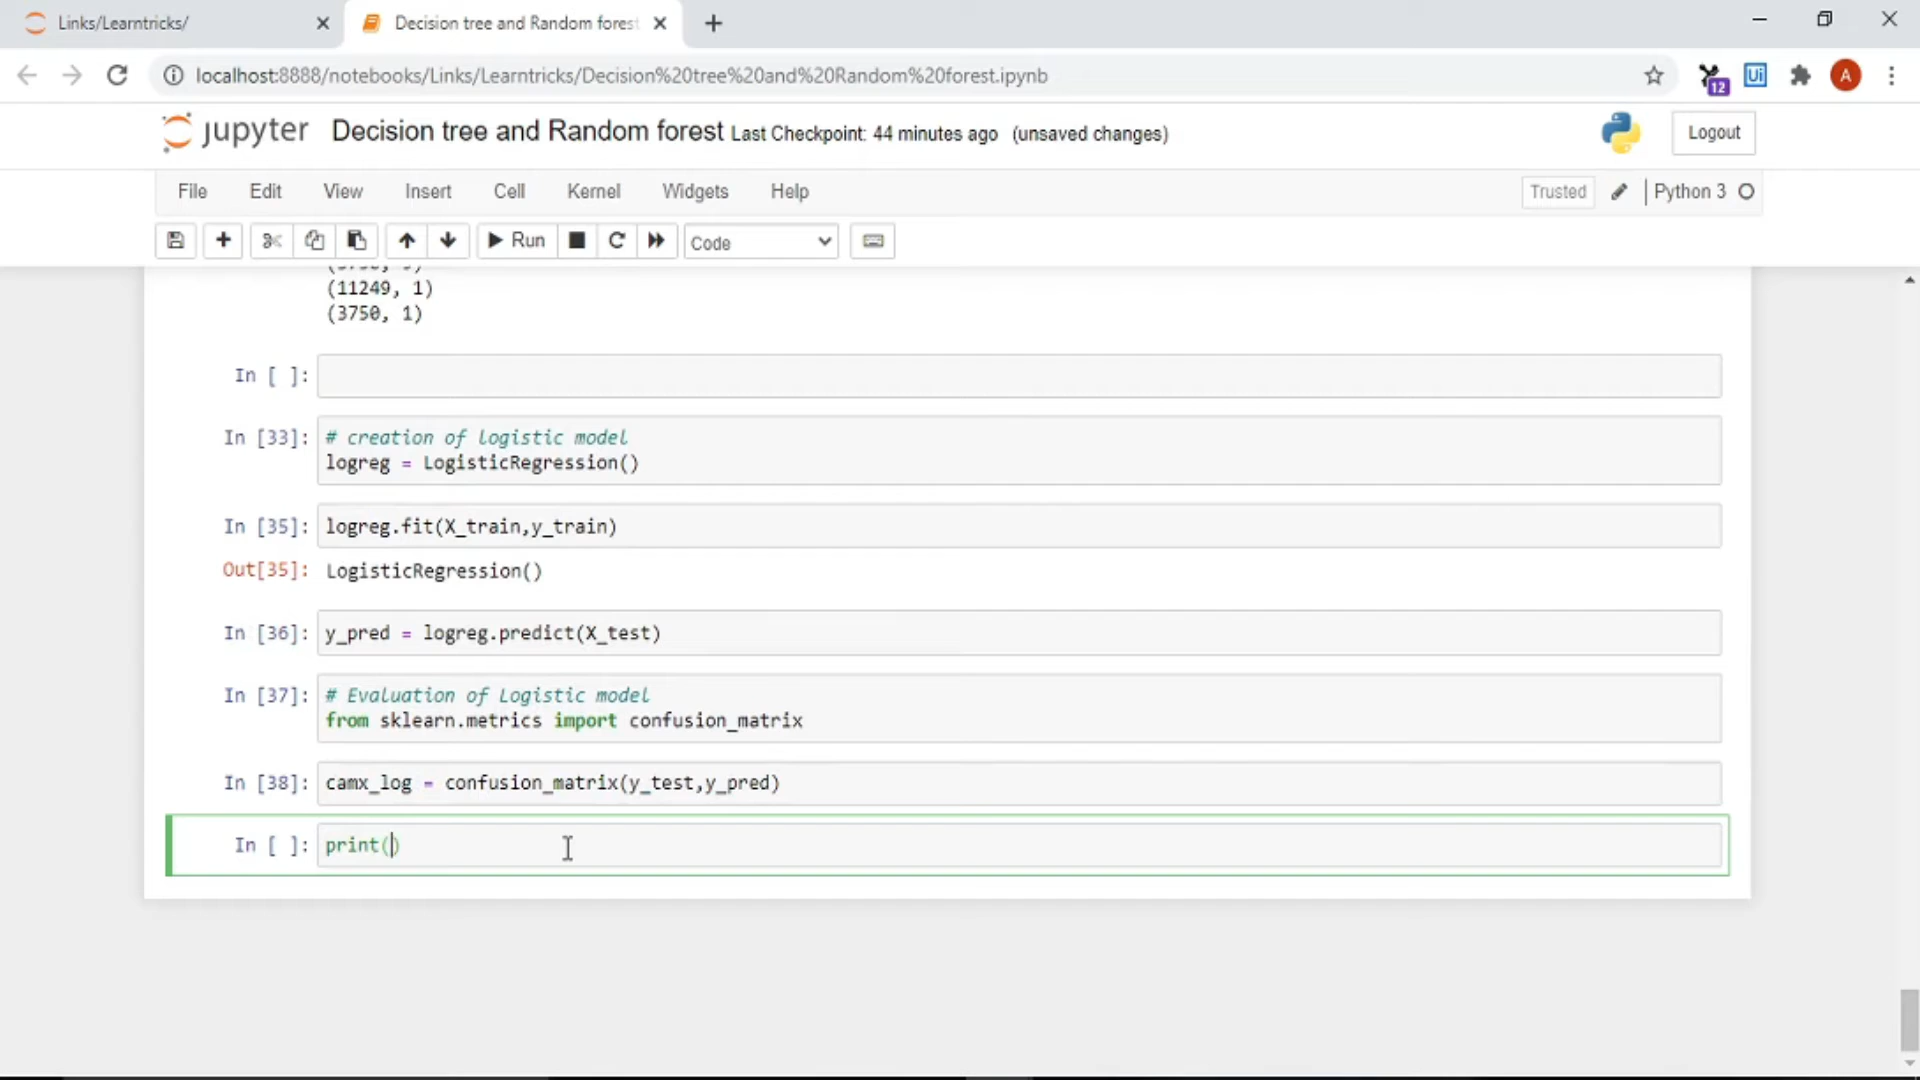 Links/Learntricks/
Decision tree and Random forest
localhost:8888/notebooks/Links/Learntricks/Decision%20tree%20and%20Random%20forest.ipynb
12
Ui
A
jupyter Decision tree and Random forest Last Checkpoint: 44 minutes ago (unsaved changes)
Logout
File Edit View Insert Cell Kernel Widgets Help
Trusted
Python 3
Run
Code
(11249, 1)
(3750, 1)
In [ ]:
In [33]: # creation of logistic model
logreg = LogisticRegression()
In [35]: logreg.fit(X_train,y_train)
Out[35]: LogisticRegression()
In [36]: y_pred = logreg.predict(X_test)
In [37]: # Evaluation of Logistic model
from sklearn.metrics import confusion_matrix
In [38]: camx_log = confusion_matrix(y_test,y_pred)
In [ ]: print()